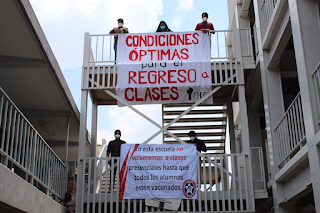 CONDICIONES
ÓPTIMAS
para el
REGRESO a
CLASES
En esta escuela no
volveremos a clases
presenciales hasta que
todos los alumnos
estén vacunados